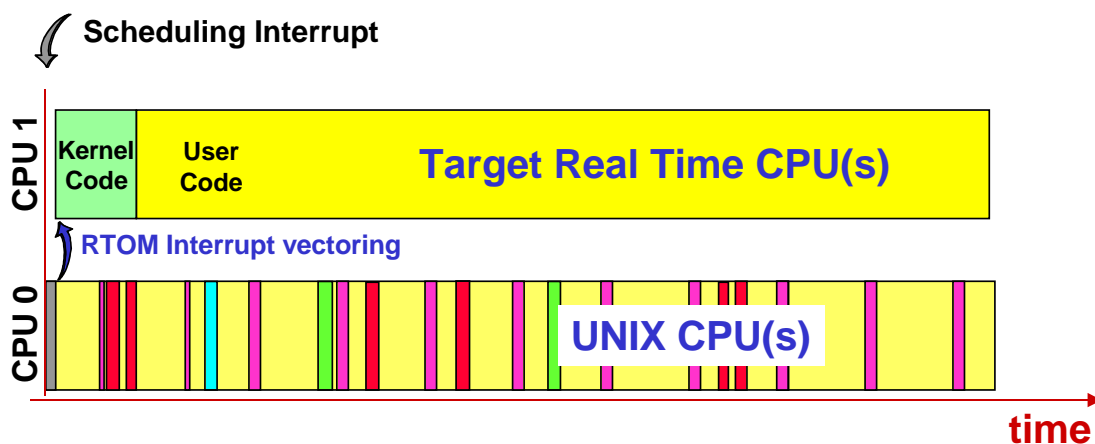 Scheduling Interrupt
CPU 1
Kernel
Code
User
Code
Target Real Time CPU(s)
RTOM Interrupt vectoring
CPU 0
UNIX CPU(s)
time